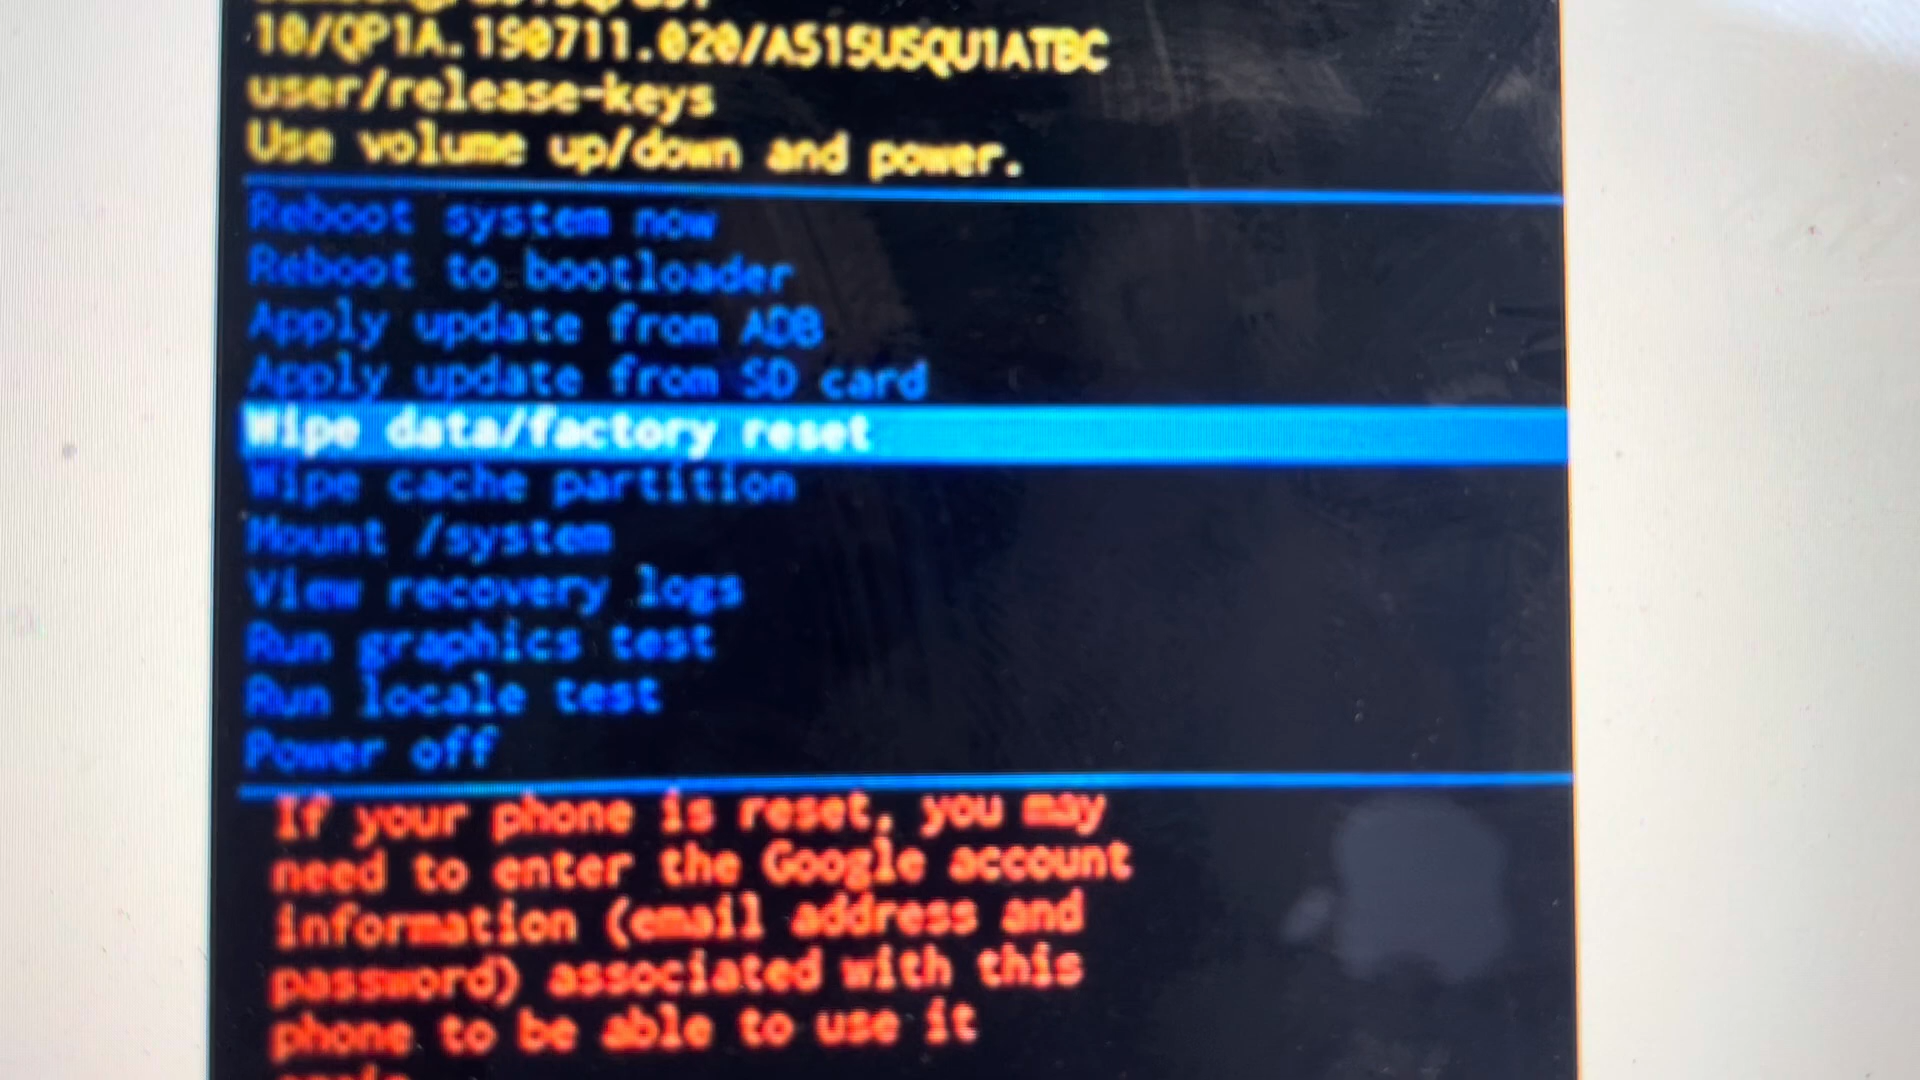 10/QP1A.190711.020/A515USQU1ATBC
user/release-keys
Use volume up/down and power.
Reboot system now
Reboot to bootloader
Apply update from ADB
Apply update from SD card
Wipe data/factory reset
Wipe cache partition
Mount /system
View recovery logs
Run graphics test
Run locale test
Power off
If your phone is reset, you may
need to enter the Google account
information (email address and
password) associated with this
phone to be able to use it